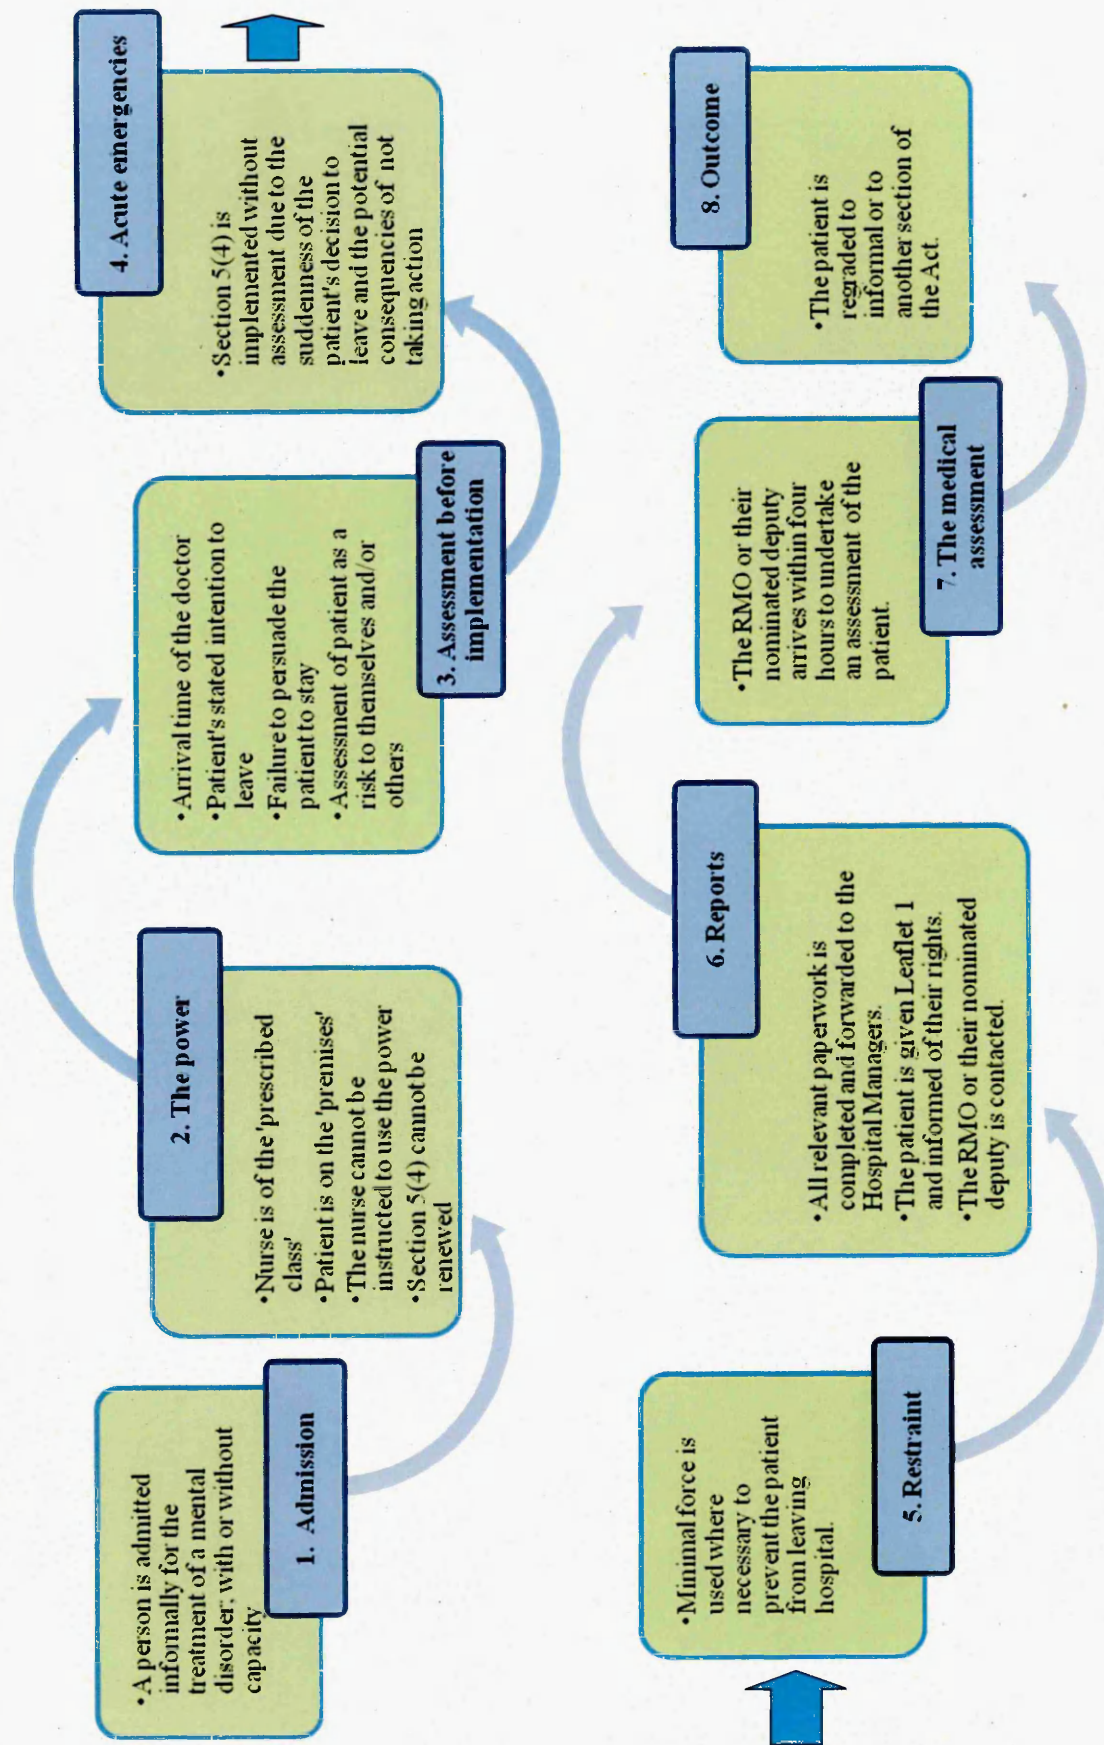 1. Admission
•A person is admitted
informally for the
treatment of a mental
disorder, with or without
capacity
2. The power
•Nurse is of the 'prescribed
class'
•Patient is on the 'premises'
•The nurse cannot be
instructed to use the power
•Section 5(4) cannot be
renewed
3. Assessment before
implementation
•Arrival time of the doctor
•Patient's stated intention to
leave
•Failure to persuade the
patient to stay
•Assessment of patient as a
risk to themselves and/or
others
4. Acute emergencies
•Section 5(4) is
implemented without
assessment due to the
suddenness of the
patient's decision to
leave and the potential
consequencies of not
taking action
5. Restraint
•Minimal force is
used where
necessary to
prevent the patient
from leaving
hospital.
6. Reports
•All relevant paperwork is
completed and forwarded to the
Hospital Managers.
•The patient is given Leaflet 1
and informed of their rights.
•The RMO or their nominated
deputy is contacted.
7. The medical
assessment
•The RMO or their
nominated deputy
arrives within four
hours to undertake
an assessment of the
patient.
8. Outcome
•The patient is
regraded to
informal or to
another section of
the Act.